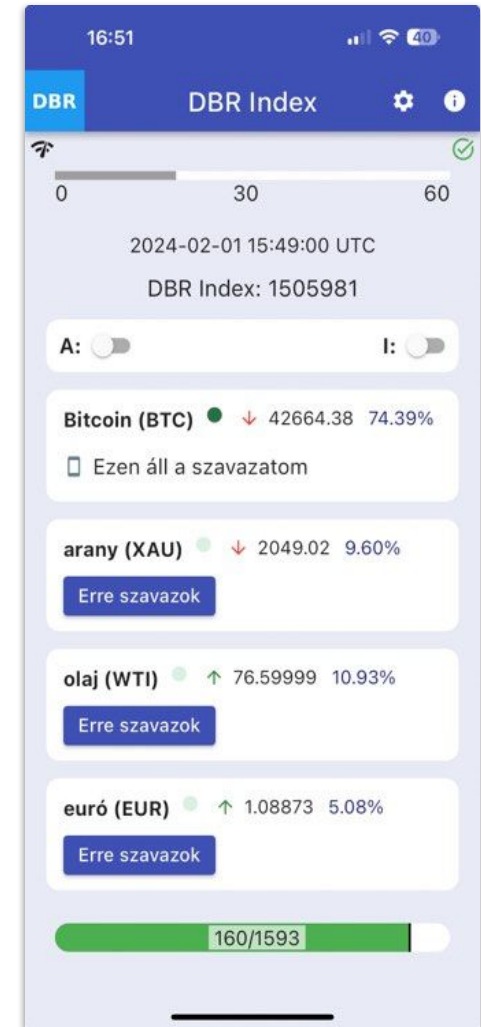 16:51
40
DBR
DBR Index
0 30 60
2024-02-01 15:49:00 UTC
DBR Index: 1505981
A: I:
Bitcoin (BTC) ↓ 42664.38 74.39%
Ezen áll a szavazatom
arany (XAU) ↓ 2049.02 9.60%
Erre szavazok
olaj (WTI) ↑ 76.59999 10.93%
Erre szavazok
euró (EUR) ↑ 1.08873 5.08%
Erre szavazok
160/1593